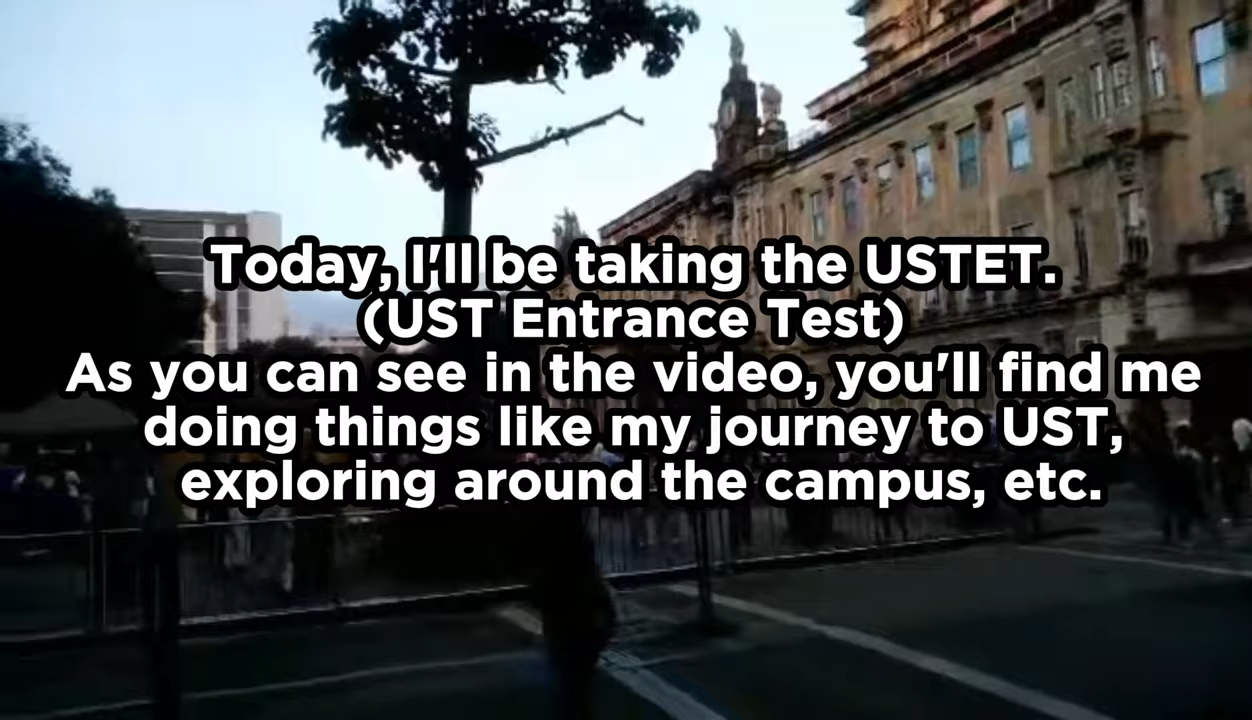 Today, I'll be taking the USTET.
(UST Entrance Test)
As you can see in the video, you'll find me
doing things like my journey to UST,
exploring around the campus, etc.